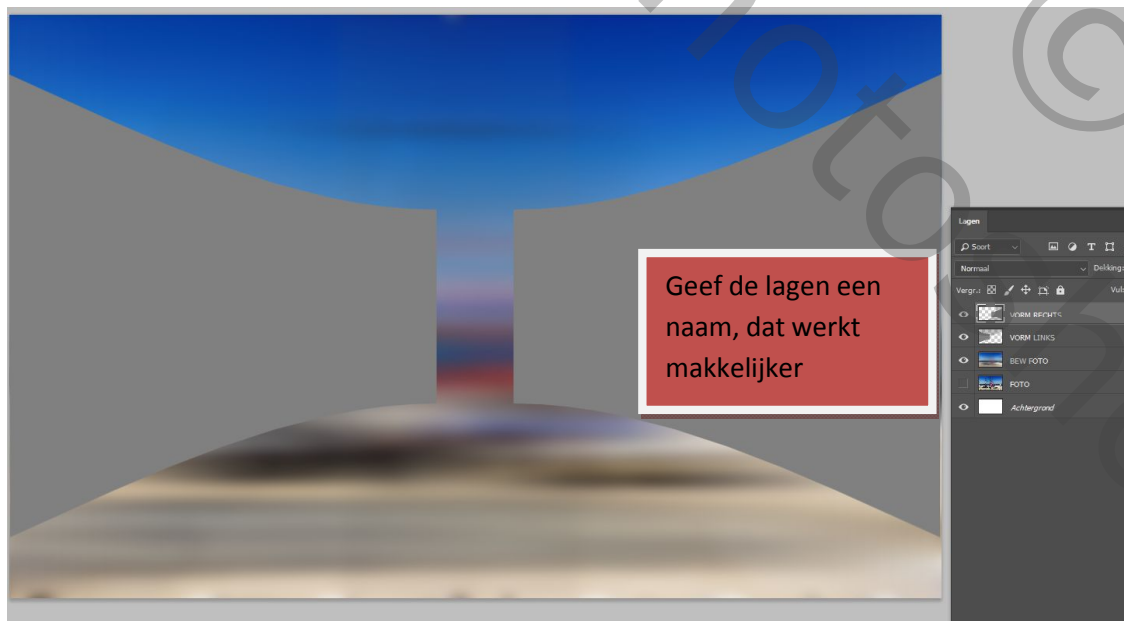 Geef de lagen een
naam, dat werkt
makkelijker
Lagen
Soort
Normaal
Dekking:
Vergr.:
VORM RECHTS
VORM LINKS
BEW FOTO
FOTO
Achtergrond